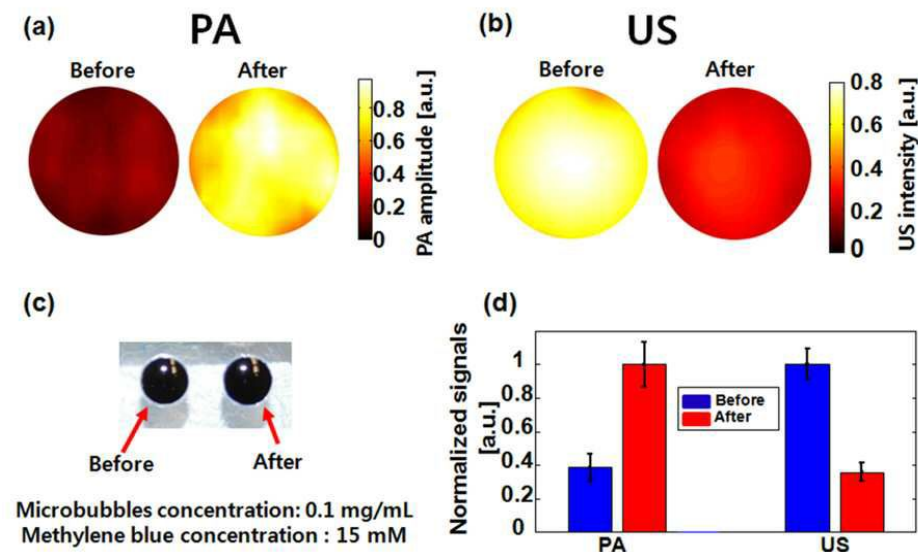 (a) PA
Before After
0.8
0.6
0.4
0.2
0
PA amplitude [a.u.]
(b) US
Before After
0.8
0.6
0.4
0.2
0
US intensity [a.u.]
(c)
Before After
Microbubbles concentration: 0.1 mg/mL
Methylene blue concentration : 15 mM
(d)
Normalized signals
[a.u.]
1
0.8
0.6
0.4
0.2
0
Before
After
PA US